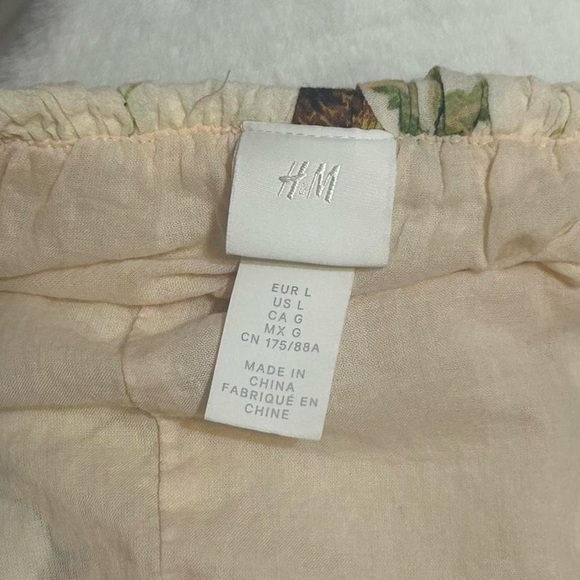 H&M
EUR L
US L
CA G
MX G
CN 175/88A
MADE IN
CHINA
FABRIQUÉ EN
CHINE